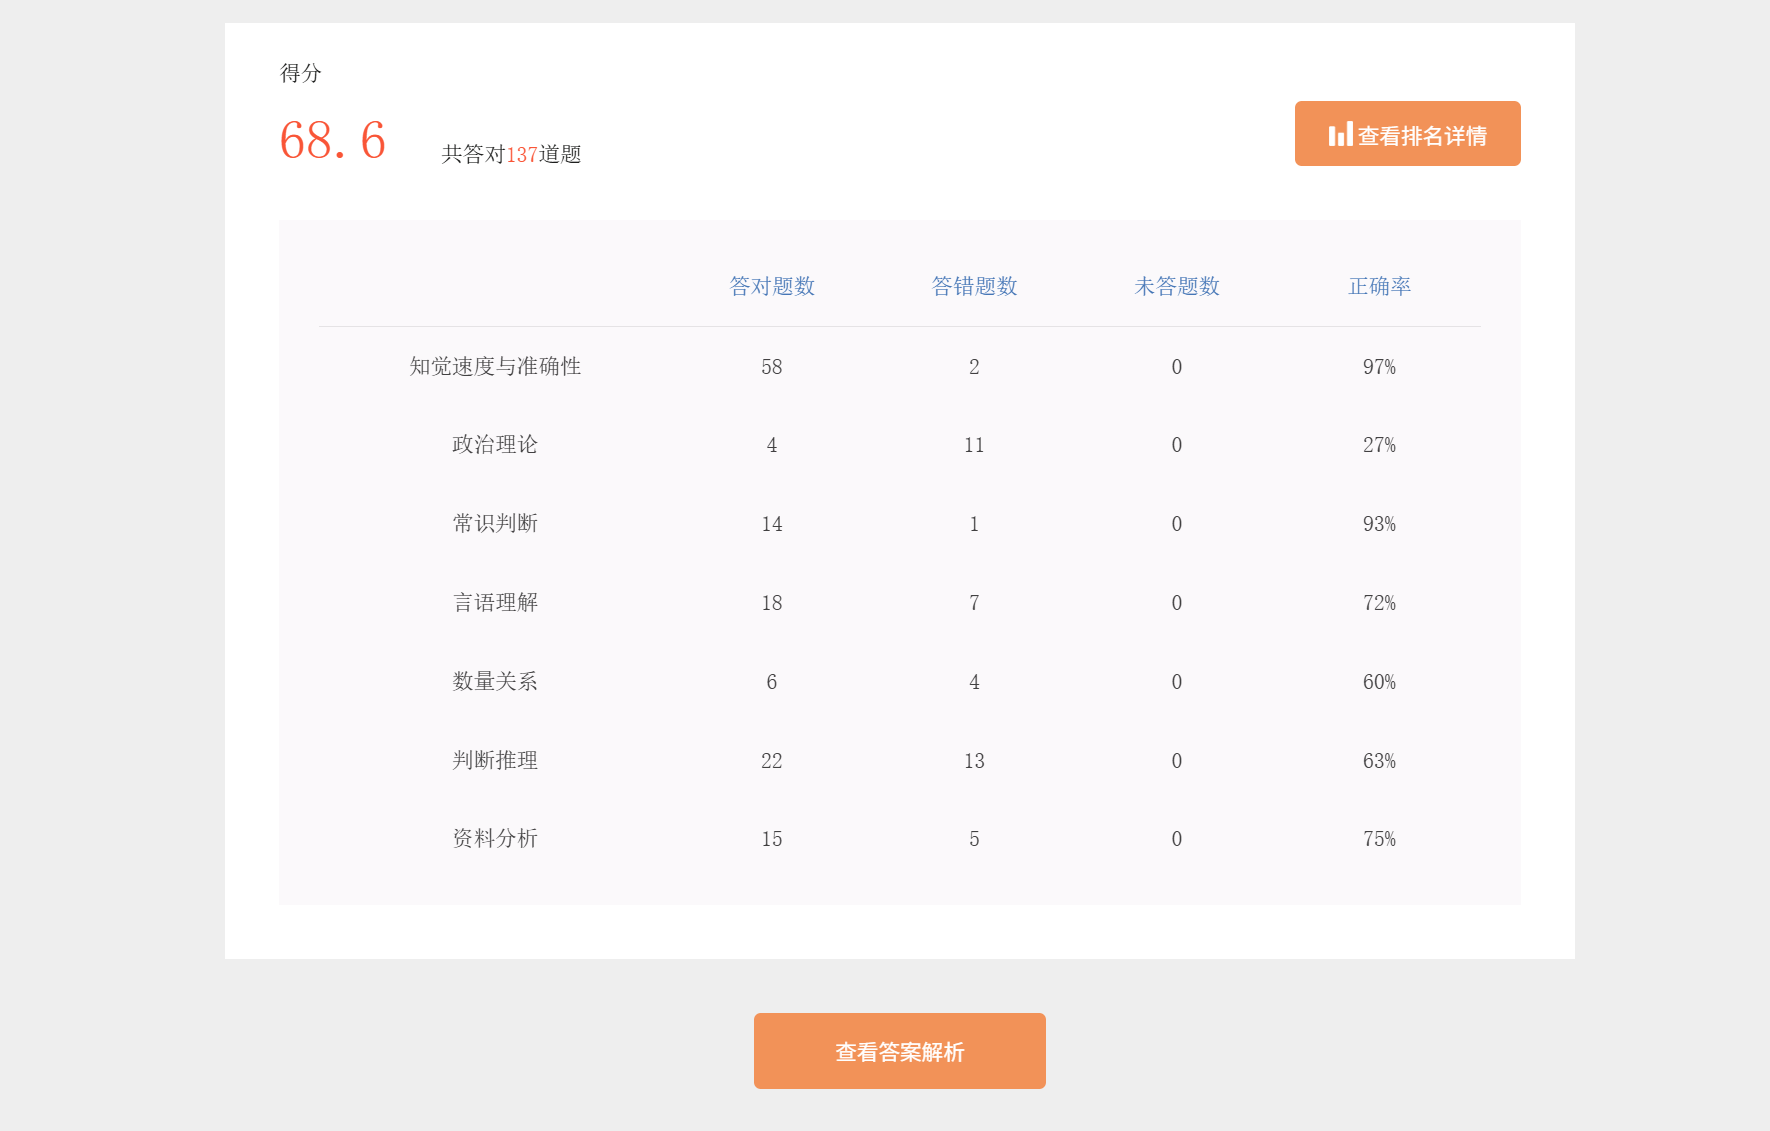 得分
68.6 共答对137道题
查看排名详情
答对题数 答错题数 未答题数 正确率
知觉速度与准确性 58 2 0 97%
政治理论 4 11 0 27%
常识判断 14 1 0 93%
言语理解 18 7 0 72%
数量关系 6 4 0 60%
判断推理 22 13 0 63%
资料分析 15 5 0 75%
查看答案解析